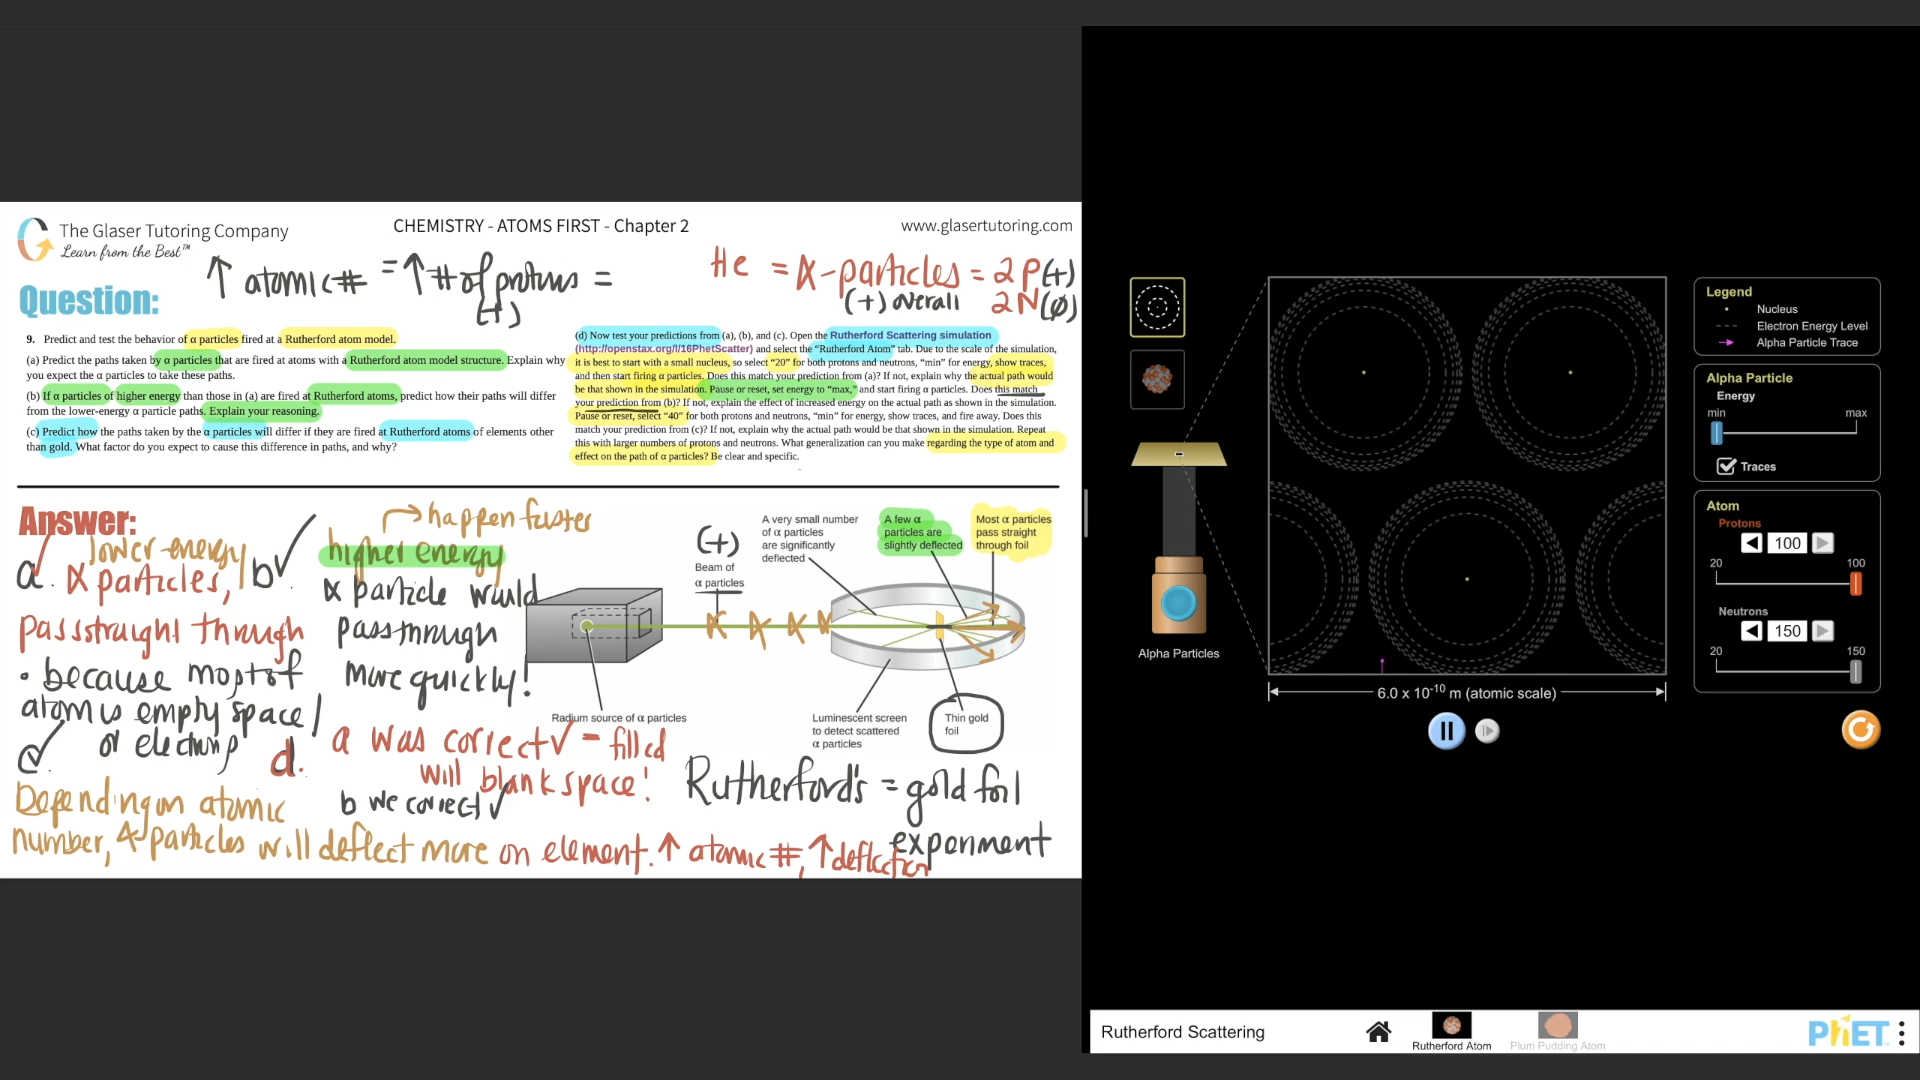 The Glaser Tutoring Company
Learn from the Best™
CHEMISTRY - ATOMS FIRST - Chapter 2
www.glasertutoring.com
↑ atomic # = ↑ # of protons =
(+)
He = α-particles = 2P(+)
(+) overall 2N(ø)
Question:
9. Predict and test the behavior of α particles fired at a Rutherford atom model.
(a) Predict the paths taken by α particles that are fired at atoms with a Rutherford atom model structure. Explain why
you expect the α particles to take these paths.
(b) If α particles of higher energy than those in (a) are fired at Rutherford atoms, predict how their paths will differ
from the lower-energy α particle paths. Explain your reasoning.
(c) Predict how the paths taken by the α particles will differ if they are fired at Rutherford atoms of elements other
than gold. What factor do you expect to cause this difference in paths, and why?
(d) Now test your predictions from (a), (b), and (c). Open the Rutherford Scattering simulation
(http://openstax.org/l/16PhetScatter) and select the “Rutherford Atom” tab. Due to the scale of the simulation,
it is best to start with a small nucleus, so select “20” for both protons and neutrons, “min” for energy, show traces,
and then start firing α particles. Does this match your prediction from (a)? If not, explain why the actual path would
be that shown in the simulation. Pause or reset, set energy to “max,” and start firing α particles. Does this match
your prediction from (b)? If not, explain the effect of increased energy on the actual path as shown in the simulation.
Pause or reset, select “40” for both protons and neutrons, “min” for energy, show traces, and fire away. Does this
match your prediction from (c)? If not, explain why the actual path would be that shown in the simulation. Repeat
this with larger numbers of protons and neutrons. What generalization can you make regarding the type of atom and
effect on the path of α particles? Be clear and specific.
Answer:
a. lower energy
α particles,
pass straight through
• because most of
atom is empty space
or electrons
b → happen faster
higher energy
α particle would
pass through
more quickly!
(+)
Beam of
α particles
A very small number
of α particles
are significantly
deflected
A few α
particles are
slightly deflected
Most α particles
pass straight
through foil
Radium source of α particles
Luminescent screen
to detect scattered
α particles
Thin gold
foil
c.
Depending on atomic
number, α particles will deflect more on element. ↑ atomic #, ↑ deflection
d. a was correct ✓ = filled
will blank space!
b we correct ✓
Rutherford's = gold foil
experiment
Legend
Nucleus
Electron Energy Level
Alpha Particle Trace
Alpha Particle
Energy
min max
Traces
Atom
Protons
100
20 100
Neutrons
150
20 150
Alpha Particles
6.0 x 10⁻¹⁰ m (atomic scale)
Rutherford Scattering
Rutherford Atom
Plum Pudding Atom
PhET